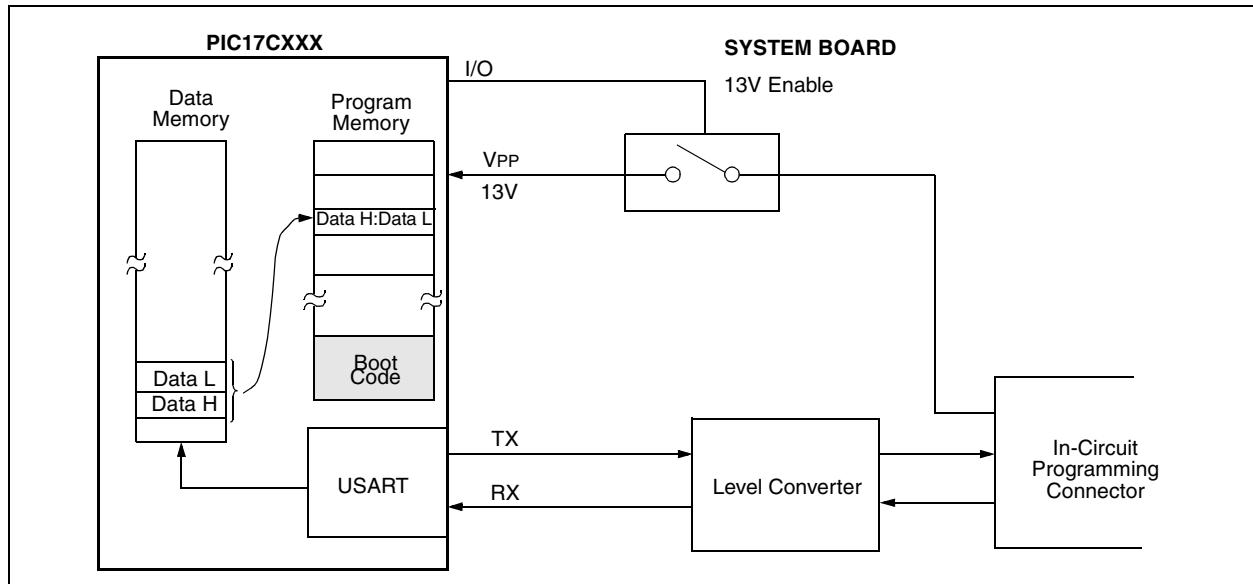 PIC17CXXX
SYSTEM BOARD
I/O
13V Enable
Data
Memory
Program
Memory
VPP
13V
Data H:Data L
Boot
Code
Data L
Data H
TX
USART
RX
Level Converter
In-Circuit
Programming
Connector